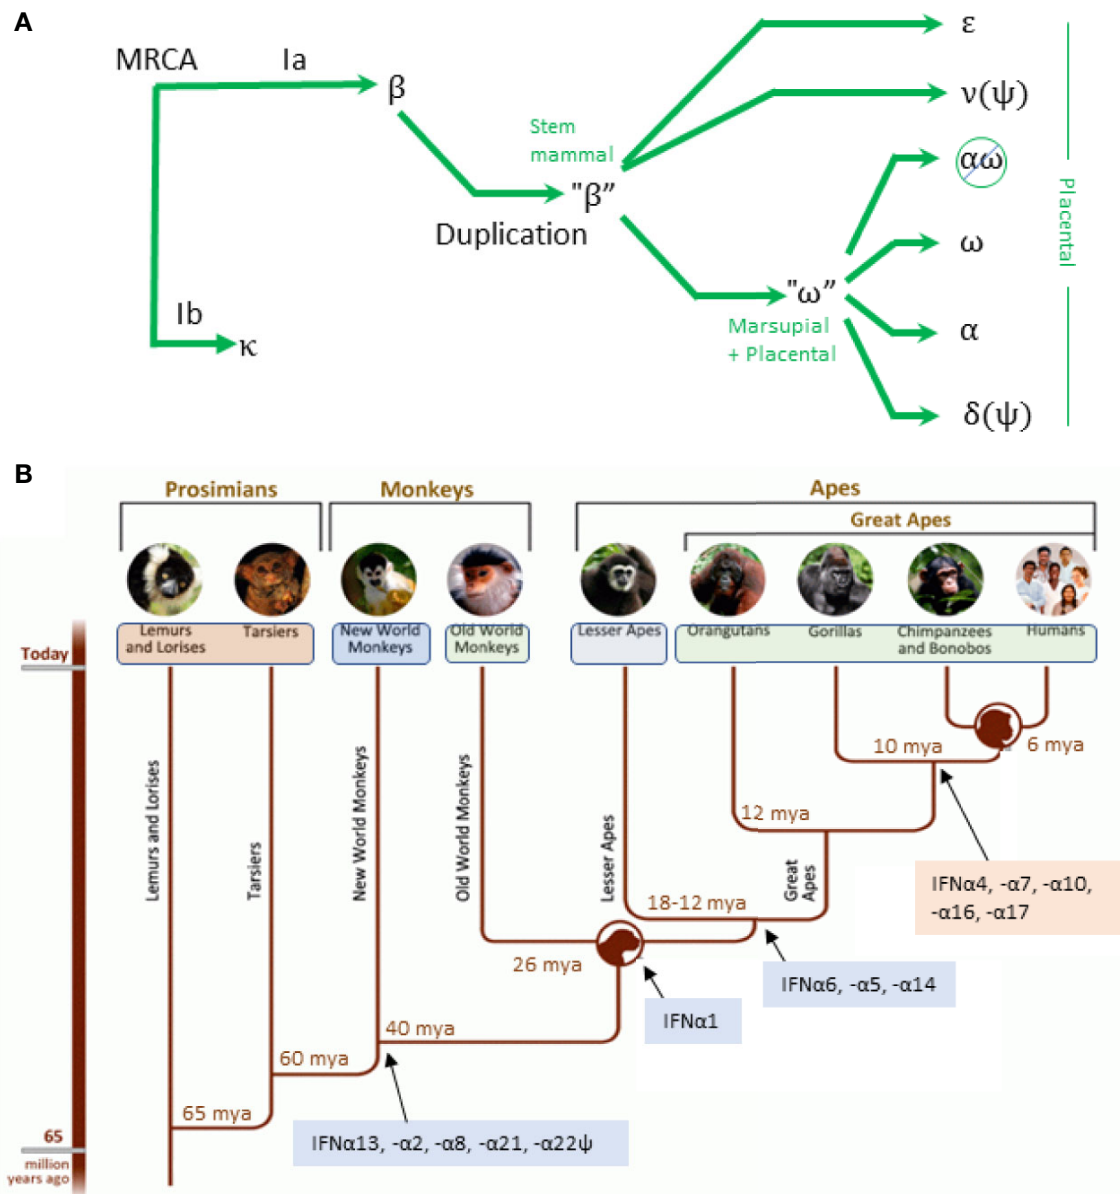 A
MRCA
Ia
β
Ib
κ
Stem
mammal
"β”
Duplication
"ω”
Marsupial
+ Placental
ε
ν(ψ)
αω
ω
α
δ(ψ)
Placental
B
Prosimians
Monkeys
Apes
Great Apes
Lemurs
and Lorises
Tarsiers
New World
Monkeys
Old World
Monkeys
Lesser Apes
Orangutans
Gorillas
Chimpanzees
and Bonobos
Humans
Today
Lemurs and Lorises
Tarsiers
New World Monkeys
Old World Monkeys
Lesser Apes
Great
Apes
10 mya
6 mya
12 mya
IFNα4, -α7, -α10,
-α16, -α17
18-12 mya
26 mya
IFNα6, -α5, -α14
IFNα1
40 mya
60 mya
65 mya
IFNα13, -α2, -α8, -α21, -α22ψ
65
million
years ago